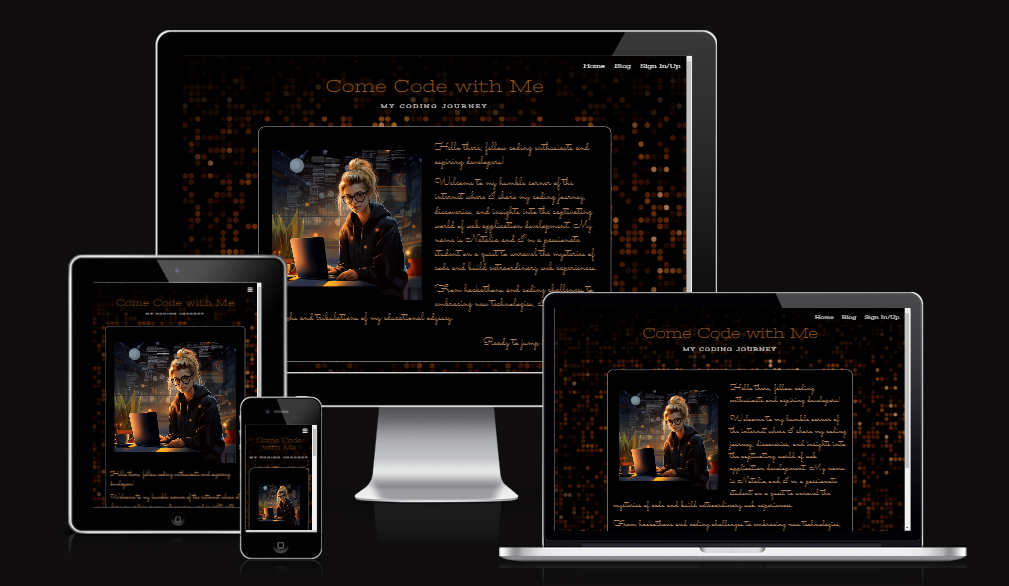 Home Blog Sign In/Up
Come Code with Me
MY CODING JOURNEY
Hello there, fellow coding enthusiasts and
aspiring developers!
Welcome to my humble corner of the
internet where I share my coding journey,
discoveries, and insights into the captivating
world of web application development. My
name is Natalia and I'm a passionate
student on a quest to unravel the mysteries of
code and build extraordinary web experiences.
From hackathons and coding challenges to
embracing new technologies,
and tribulations of my educational odyssey.
Ready to jump
Come Code with Me
MY CODING JOURNEY
Hello there, fellow coding enthusiasts and aspiring
developers!
Welcome to my humble corner of the internet where
Come Code
with Me
MY CODING JOURNEY
Home Blog Sign In/Up
Come Code with Me
MY CODING JOURNEY
Hello there, fellow coding
enthusiasts and aspiring developers!
Welcome to my humble corner of
the internet where I share my coding
journey, discoveries, and insights into
the captivating world of web
application development. My name
is Natalia and I'm a passionate
student on a quest to unravel the
mysteries of code and build extraordinary web experiences.
From hackathons and coding challenges to embracing new technologies,